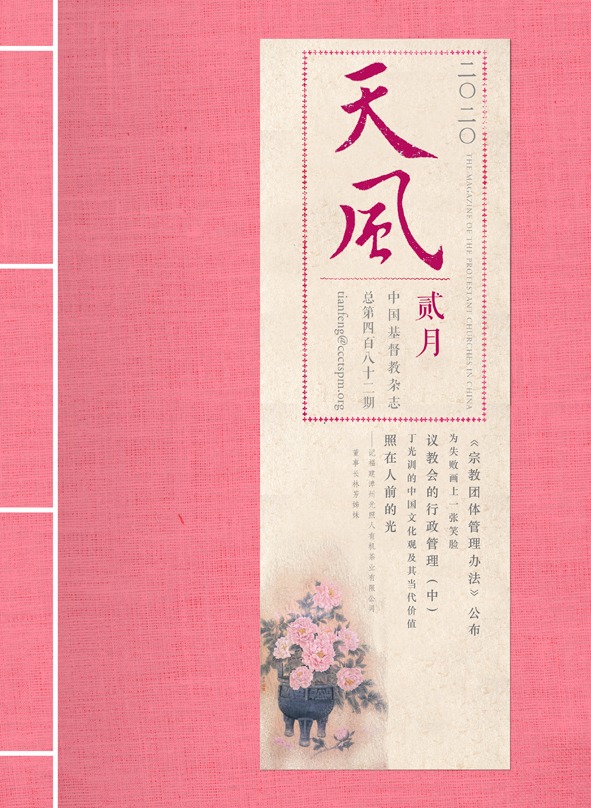 二〇二〇
THE MAGAZINE OF THE PROTESTANT CHURCHES IN CHINA
天風
贰月
中国基督教杂志
总第四百八十二期
tianfeng@ccctspm.org
《宗教团体管理办法》公布
为失败画上一张笑脸
议教会的行政管理（中）
丁光训的中国文化观及其当代价值
照在人前的光
——记福建漳州光照人有机茶业有限公司
董事长林芳姊妹